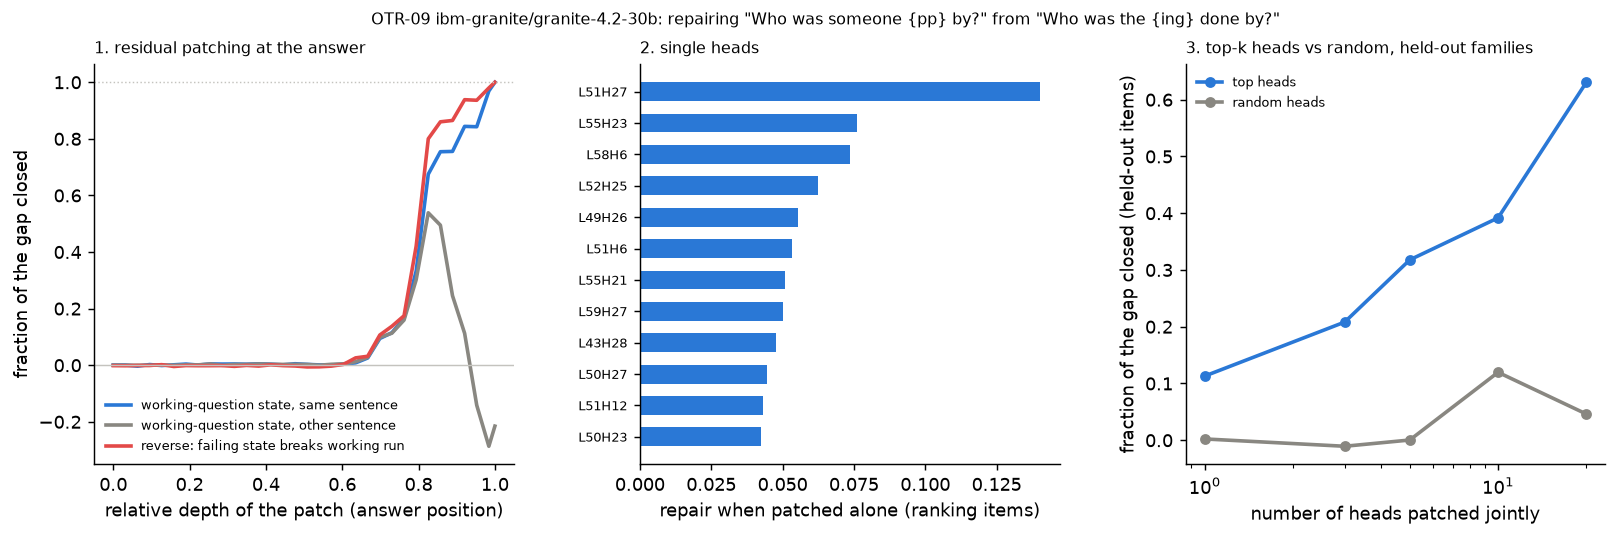 OTR-09 ibm-granite/granite-4.2-30b: repairing "Who was someone {pp} by?" from "Who was the {ing} done by?"
1. residual patching at the answer
fraction of the gap closed
1.0
0.8
0.6
0.4
0.2
0.0
−0.2
working-question state, same sentence
working-question state, other sentence
reverse: failing state breaks working run
0.0 0.2 0.4 0.6 0.8 1.0
relative depth of the patch (answer position)
2. single heads
L51H27
L55H23
L58H6
L52H25
L49H26
L51H6
L55H21
L59H27
L43H28
L50H27
L51H12
L50H23
0.000 0.025 0.050 0.075 0.100 0.125
repair when patched alone (ranking items)
3. top-k heads vs random, held-out families
fraction of the gap closed (held-out items)
top heads
random heads
0.6
0.5
0.4
0.3
0.2
0.1
0.0
10⁰ 10¹
number of heads patched jointly